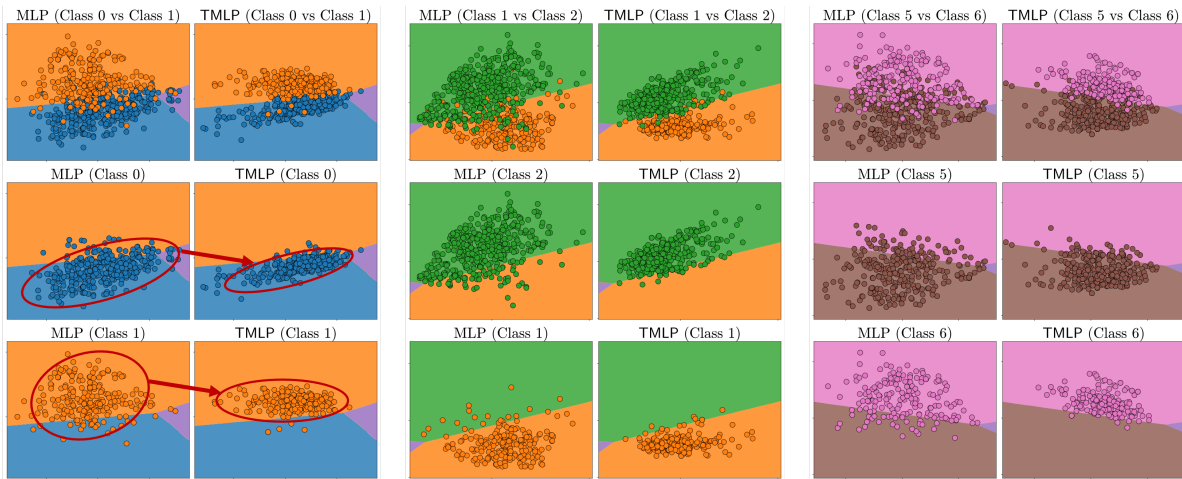 MLP (Class 0 vs Class 1)
TMLP (Class 0 vs Class 1)
MLP (Class 1 vs Class 2)
TMLP (Class 1 vs Class 2)
MLP (Class 5 vs Class 6)
TMLP (Class 5 vs Class 6)
MLP (Class 0)
TMLP (Class 0)
MLP (Class 2)
TMLP (Class 2)
MLP (Class 5)
TMLP (Class 5)
MLP (Class 1)
TMLP (Class 1)
MLP (Class 1)
TMLP (Class 1)
MLP (Class 6)
TMLP (Class 6)